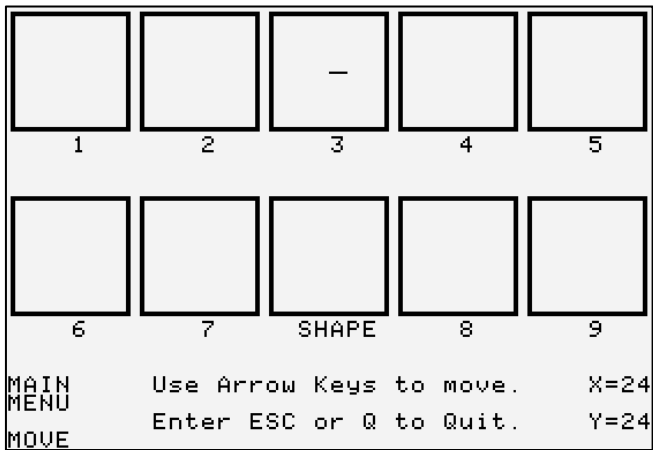 1 2 3 4 5
6 7 SHAPE 8 9
MAIN
MENU
Use Arrow Keys to move. X=24
Enter ESC or Q to Quit. Y=24
MOVE